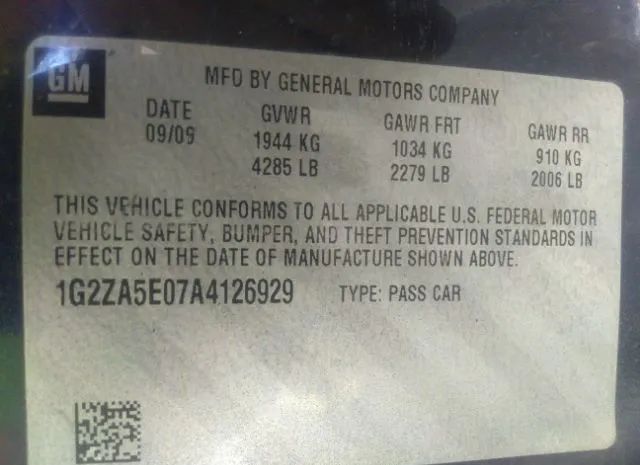 GM
MFD BY GENERAL MOTORS COMPANY
DATE GVWR GAWR FRT GAWR RR
09/09 1944 KG 1034 KG 910 KG
4285 LB 2279 LB 2006 LB
THIS VEHICLE CONFORMS TO ALL APPLICABLE U.S. FEDERAL MOTOR
VEHICLE SAFETY, BUMPER, AND THEFT PREVENTION STANDARDS IN
EFFECT ON THE DATE OF MANUFACTURE SHOWN ABOVE.
1G2ZA5E07A4126929 TYPE: PASS CAR